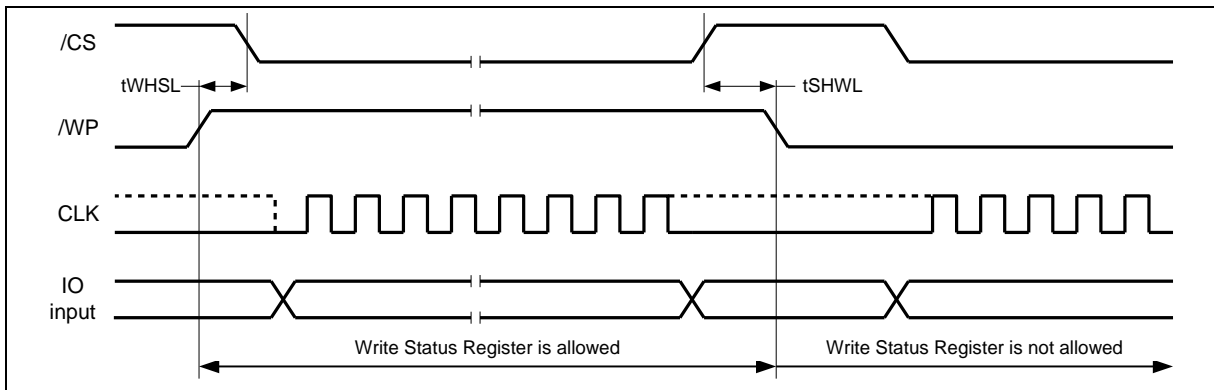 /CS
tWHSL
tSHWL
/WP
CLK
IO
input
Write Status Register is allowed
Write Status Register is not allowed